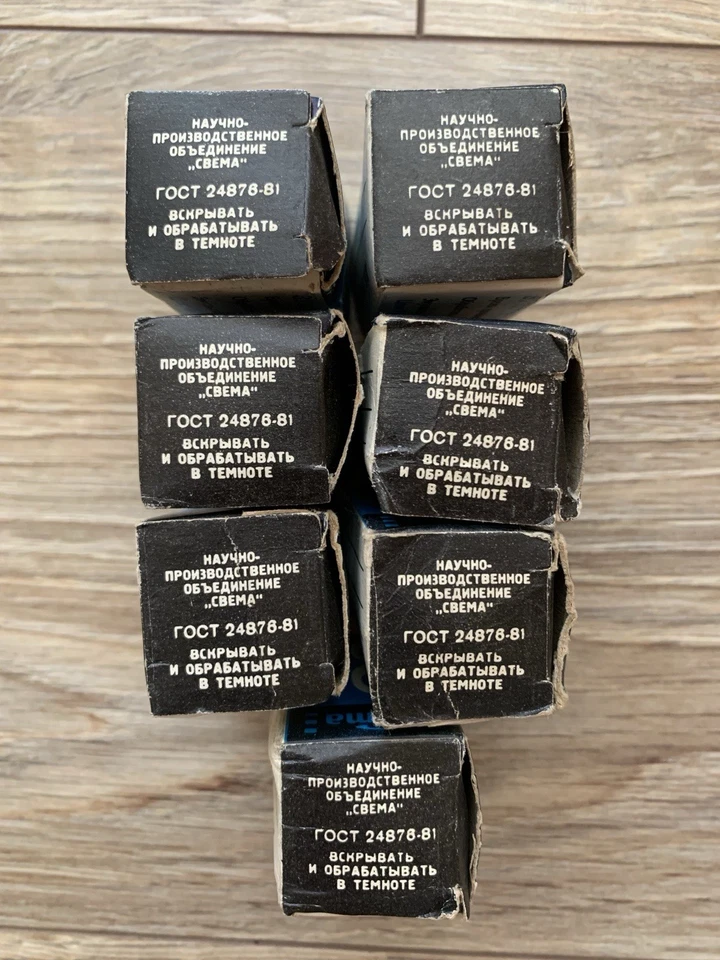 НАУЧНО-
ПРОИЗВОДСТВЕННОЕ
ОБЪЕДИНЕНИЕ
„СВЕМА“
ГОСТ 24876-81
ВСКРЫВАТЬ
И ОБРАБАТЫВАТЬ
В ТЕМНОТЕ
НАУЧНО-
ПРОИЗВОДСТВЕННОЕ
ОБЪЕДИНЕНИЕ
„СВЕМА“
ГОСТ 24876-81
ВСКРЫВАТЬ
И ОБРАБАТЫВАТЬ
В ТЕМНОТЕ
НАУЧНО-
ПРОИЗВОДСТВЕННОЕ
ОБЪЕДИНЕНИЕ
„СВЕМА“
ГОСТ 24876-81
ВСКРЫВАТЬ
И ОБРАБАТЫВАТЬ
В ТЕМНОТЕ
НАУЧНО-
ПРОИЗВОДСТВЕННОЕ
ОБЪЕДИНЕНИЕ
„СВЕМА“
ГОСТ 24876-81
ВСКРЫВАТЬ
И ОБРАБАТЫВАТЬ
В ТЕМНОТЕ
НАУЧНО-
ПРОИЗВОДСТВЕННОЕ
ОБЪЕДИНЕНИЕ
„СВЕМА“
ГОСТ 24876-81
ВСКРЫВАТЬ
И ОБРАБАТЫВАТЬ
В ТЕМНОТЕ
НАУЧНО-
ПРОИЗВОДСТВЕННОЕ
ОБЪЕДИНЕНИЕ
„СВЕМА“
ГОСТ 24876-81
ВСКРЫВАТЬ
И ОБРАБАТЫВАТЬ
В ТЕМНОТЕ
НАУЧНО-
ПРОИЗВОДСТВЕННОЕ
ОБЪЕДИНЕНИЕ
„СВЕМА“
ГОСТ 24876-81
ВСКРЫВАТЬ
И ОБРАБАТЫВАТЬ
В ТЕМНОТЕ